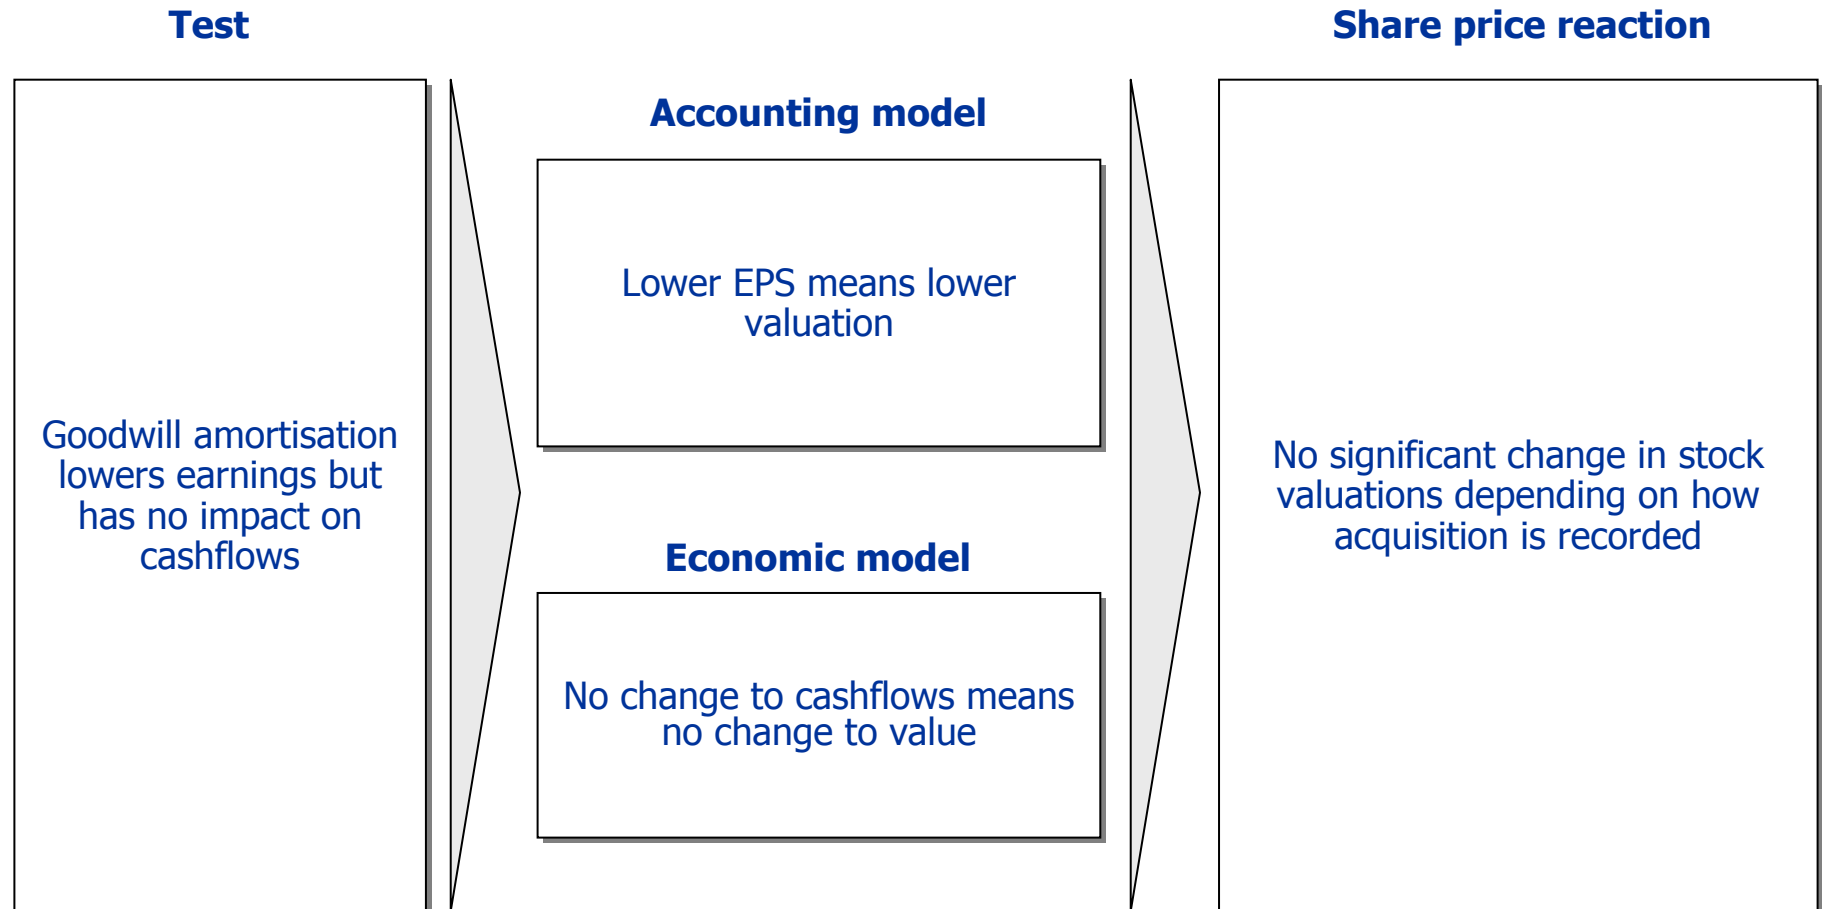 Test
Share price reaction
Accounting model
Lower EPS means lower
valuation
Goodwill amortisation
lowers earnings but
has no impact on
cashflows
Economic model
No change to cashflows means
no change to value
No significant change in stock
valuations depending on how
acquisition is recorded